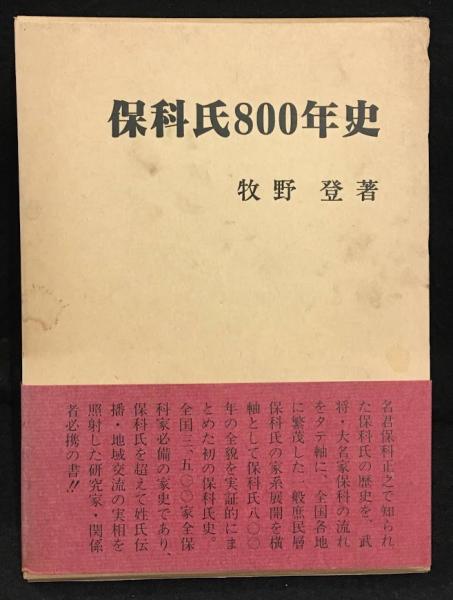 保科氏800年史
牧野 登 著
名君保科正之で知られ
た保科氏の歴史を、武
将・大名家保科の流れ
をタテ軸に、全国各地
に繁茂した一般庶民層
保科氏の家系展開を横
軸として保科氏八〇〇
年の全貌を実証的にま
とめた初の保科氏史。
全国三、五〇〇家全保
科家必備の家史であり、
保科氏を超えて姓氏伝
播・地域交流の実相を
照射した研究家・関係
者必携の書!!